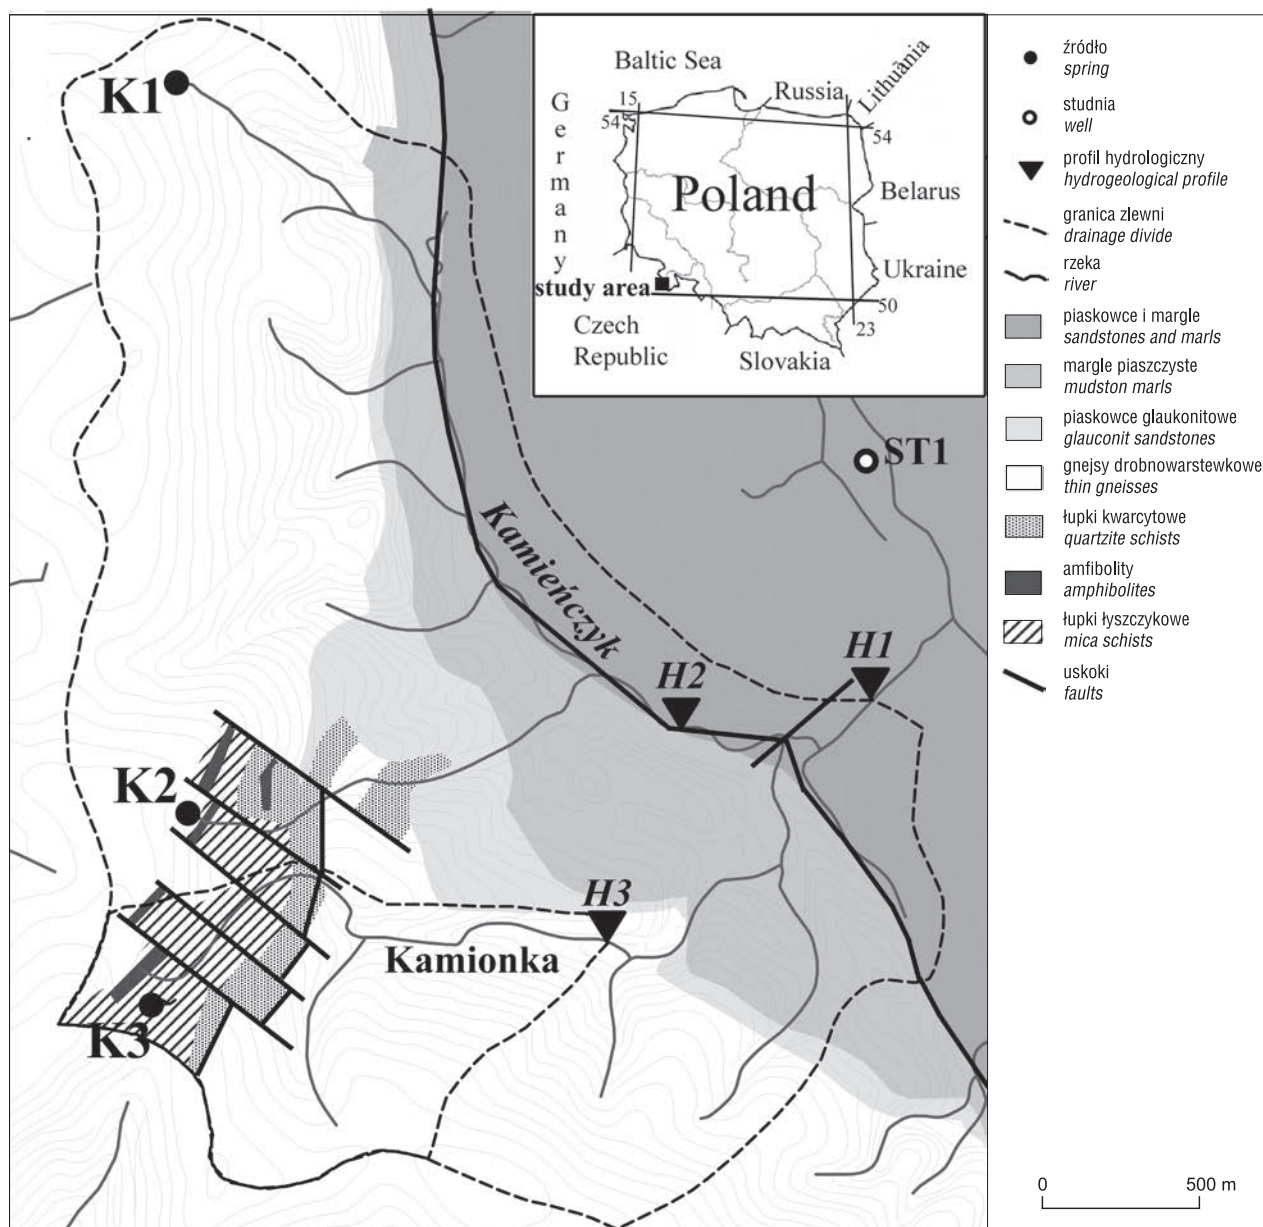 K1
Baltic Sea
Russia
Lithuania
Germany
15
54
54
Poland
Belarus
Ukraine
study area
50
23
Czech
Republic
Slovakia
ST1
Kamieńczyk
H1
H2
K2
H3
Kamionka
K3
źródło
spring
studnia
well
profil hydrologiczny
hydrogeological profile
granica zlewni
drainage divide
rzeka
river
piaskowce i margle
sandstones and marls
margle piaszczyste
mudston marls
piaskowce glaukonitowe
glauconit sandstones
gnejsy drobnowarstewkowe
thin gneisses
łupki kwarcytowe
quartzite schists
amfibolity
amphibolites
łupki łyszczykowe
mica schists
uskoki
faults
0 500 m